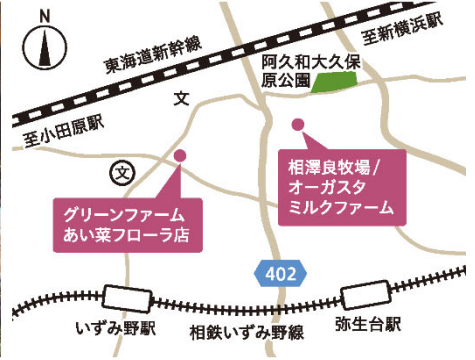 N
東海道新幹線
至新横浜駅
阿久和大久保
原公園
文
至小田原駅
文
相澤良牧場/
オーガスタ
ミルクファーム
グリーンファーム
あい菜フローラ店
402
いずみ野駅
相鉄いずみ野線
弥生台駅